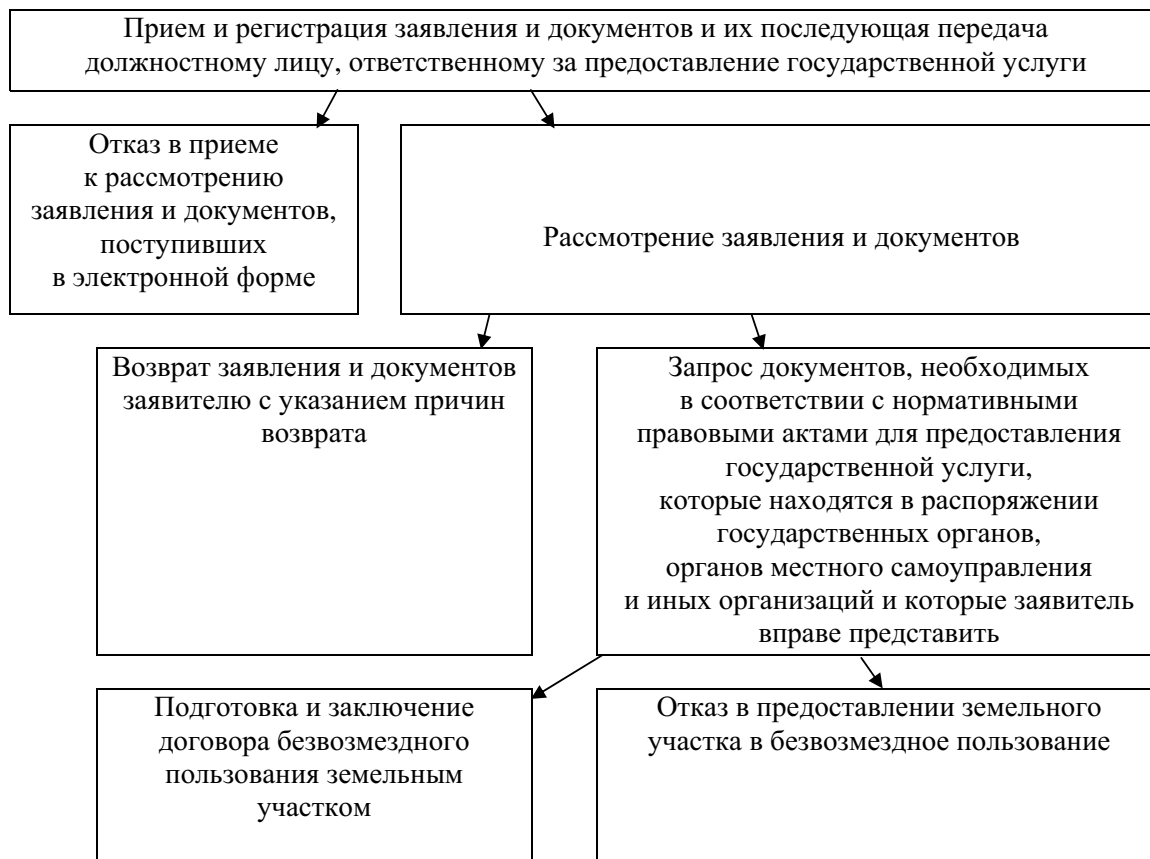 Прием и регистрация заявления и документов и их последующая передача
должностному лицу, ответственному за предоставление государственной услуги
Отказ в приеме
к рассмотрению
заявления и документов,
поступивших
в электронной форме
Рассмотрение заявления и документов
Возврат заявления и документов
заявителю с указанием причин
возврата
Запрос документов, необходимых
в соответствии с нормативными
правовыми актами для предоставления
государственной услуги,
которые находятся в распоряжении
государственных органов,
органов местного самоуправления
и иных организаций и которые заявитель
вправе представить
Подготовка и заключение
договора безвозмездного
пользования земельным
участком
Отказ в предоставлении земельного
участка в безвозмездное пользование